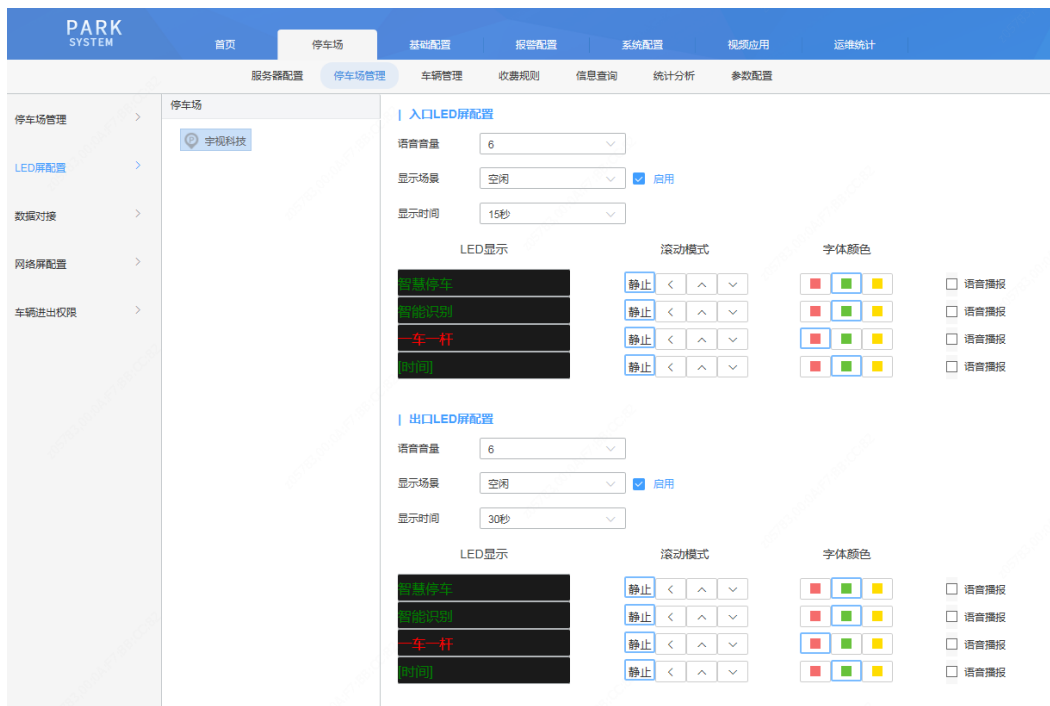 PARK
SYSTEM
首页 停车场 基础配置 报警配置 系统配置 视频应用 运维统计
服务器配置 停车场管理 车辆管理 收费规则 信息查询 统计分析 参数配置
停车场管理
LED屏配置
数据对接
网络屏配置
车辆进出权限
停车场
宇视科技
入口LED屏配置
语音音量 6
显示场景 空闲 启用
显示时间 15秒
LED显示 滚动模式 字体颜色
智慧停车 静止 语音播报
智能识别 静止 语音播报
一车一杆 静止 语音播报
[时间] 静止 语音播报
出口LED屏配置
语音音量 6
显示场景 空闲 启用
显示时间 30秒
LED显示 滚动模式 字体颜色
智慧停车 静止 语音播报
智能识别 静止 语音播报
一车一杆 静止 语音播报
[时间] 静止 语音播报